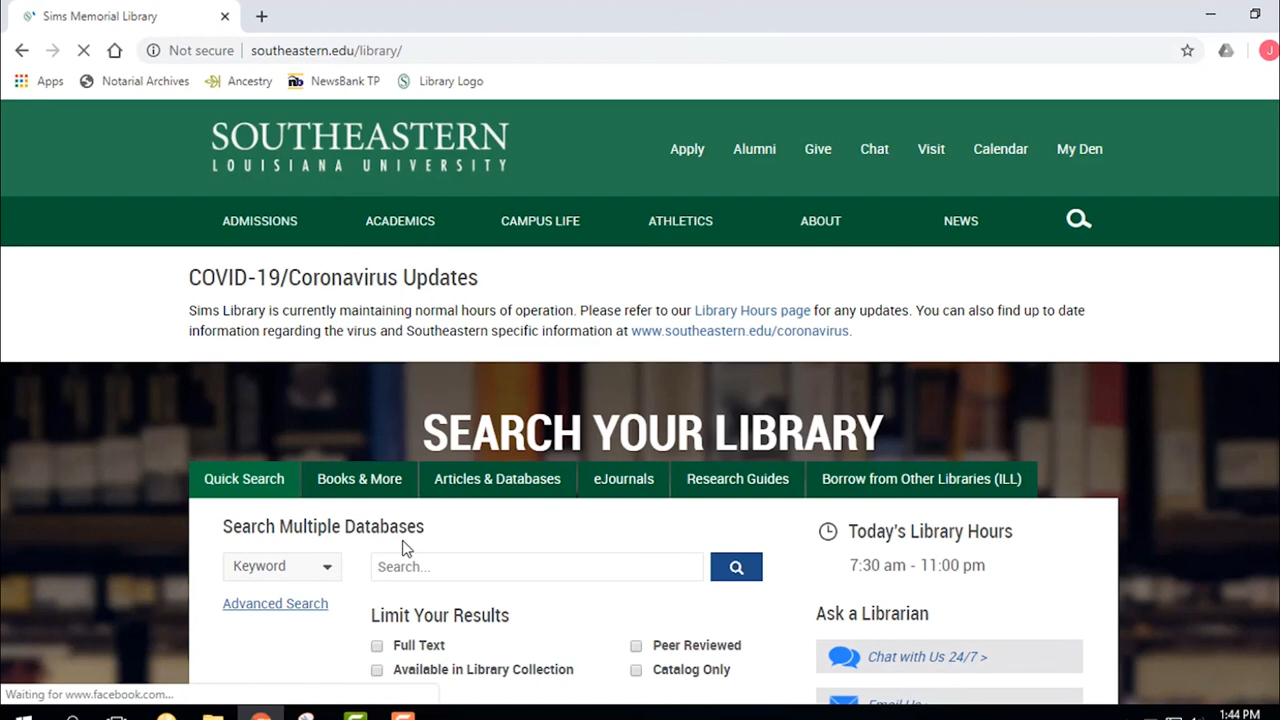 Sims Memorial Library
Not secure southeastern.edu/library/
J
Apps Notarial Archives Ancestry nb NewsBank TP Library Logo
SOUTHEASTERN
LOUISIANA UNIVERSITY
Apply Alumni Give Chat Visit Calendar My Den
ADMISSIONS ACADEMICS CAMPUS LIFE ATHLETICS ABOUT NEWS
COVID-19/Coronavirus Updates
Sims Library is currently maintaining normal hours of operation. Please refer to our Library Hours page for any updates. You can also find up to date
information regarding the virus and Southeastern specific information at www.southeastern.edu/coronavirus.
SEARCH YOUR LIBRARY
Quick Search Books & More Articles & Databases eJournals Research Guides Borrow from Other Libraries (ILL)
Search Multiple Databases
Keyword Search...
Advanced Search
Limit Your Results
Full Text Peer Reviewed
Available in Library Collection Catalog Only
Today's Library Hours
7:30 am - 11:00 pm
Ask a Librarian
Chat with Us 24/7 >
Email Us >
Waiting for www.facebook.com...
1:44 PM